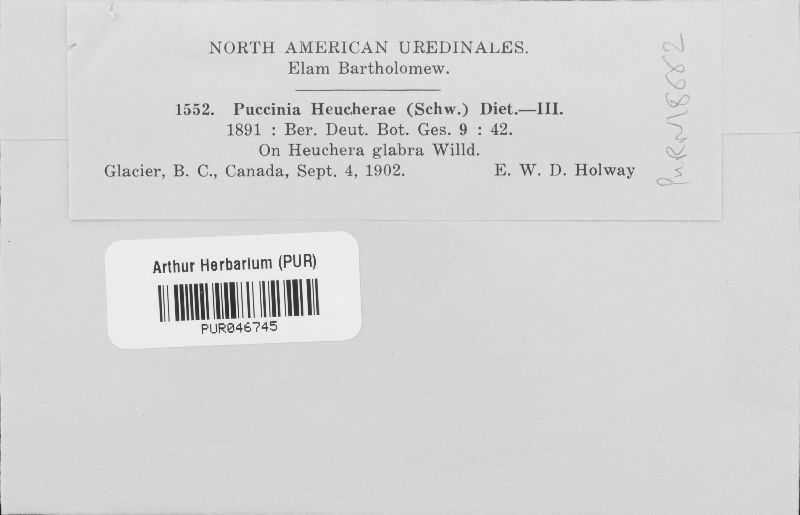 NORTH AMERICAN UREDINALES.
Elam Bartholomew.
1552. Puccinia Heucherae (Schw.) Diet.—III.
1891 : Ber. Deut. Bot. Ges. 9 : 42.
On Heuchera glabra Willd.
Glacier, B. C., Canada, Sept. 4, 1902. E. W. D. Holway
Arthur Herbarium (PUR)
PUR046745